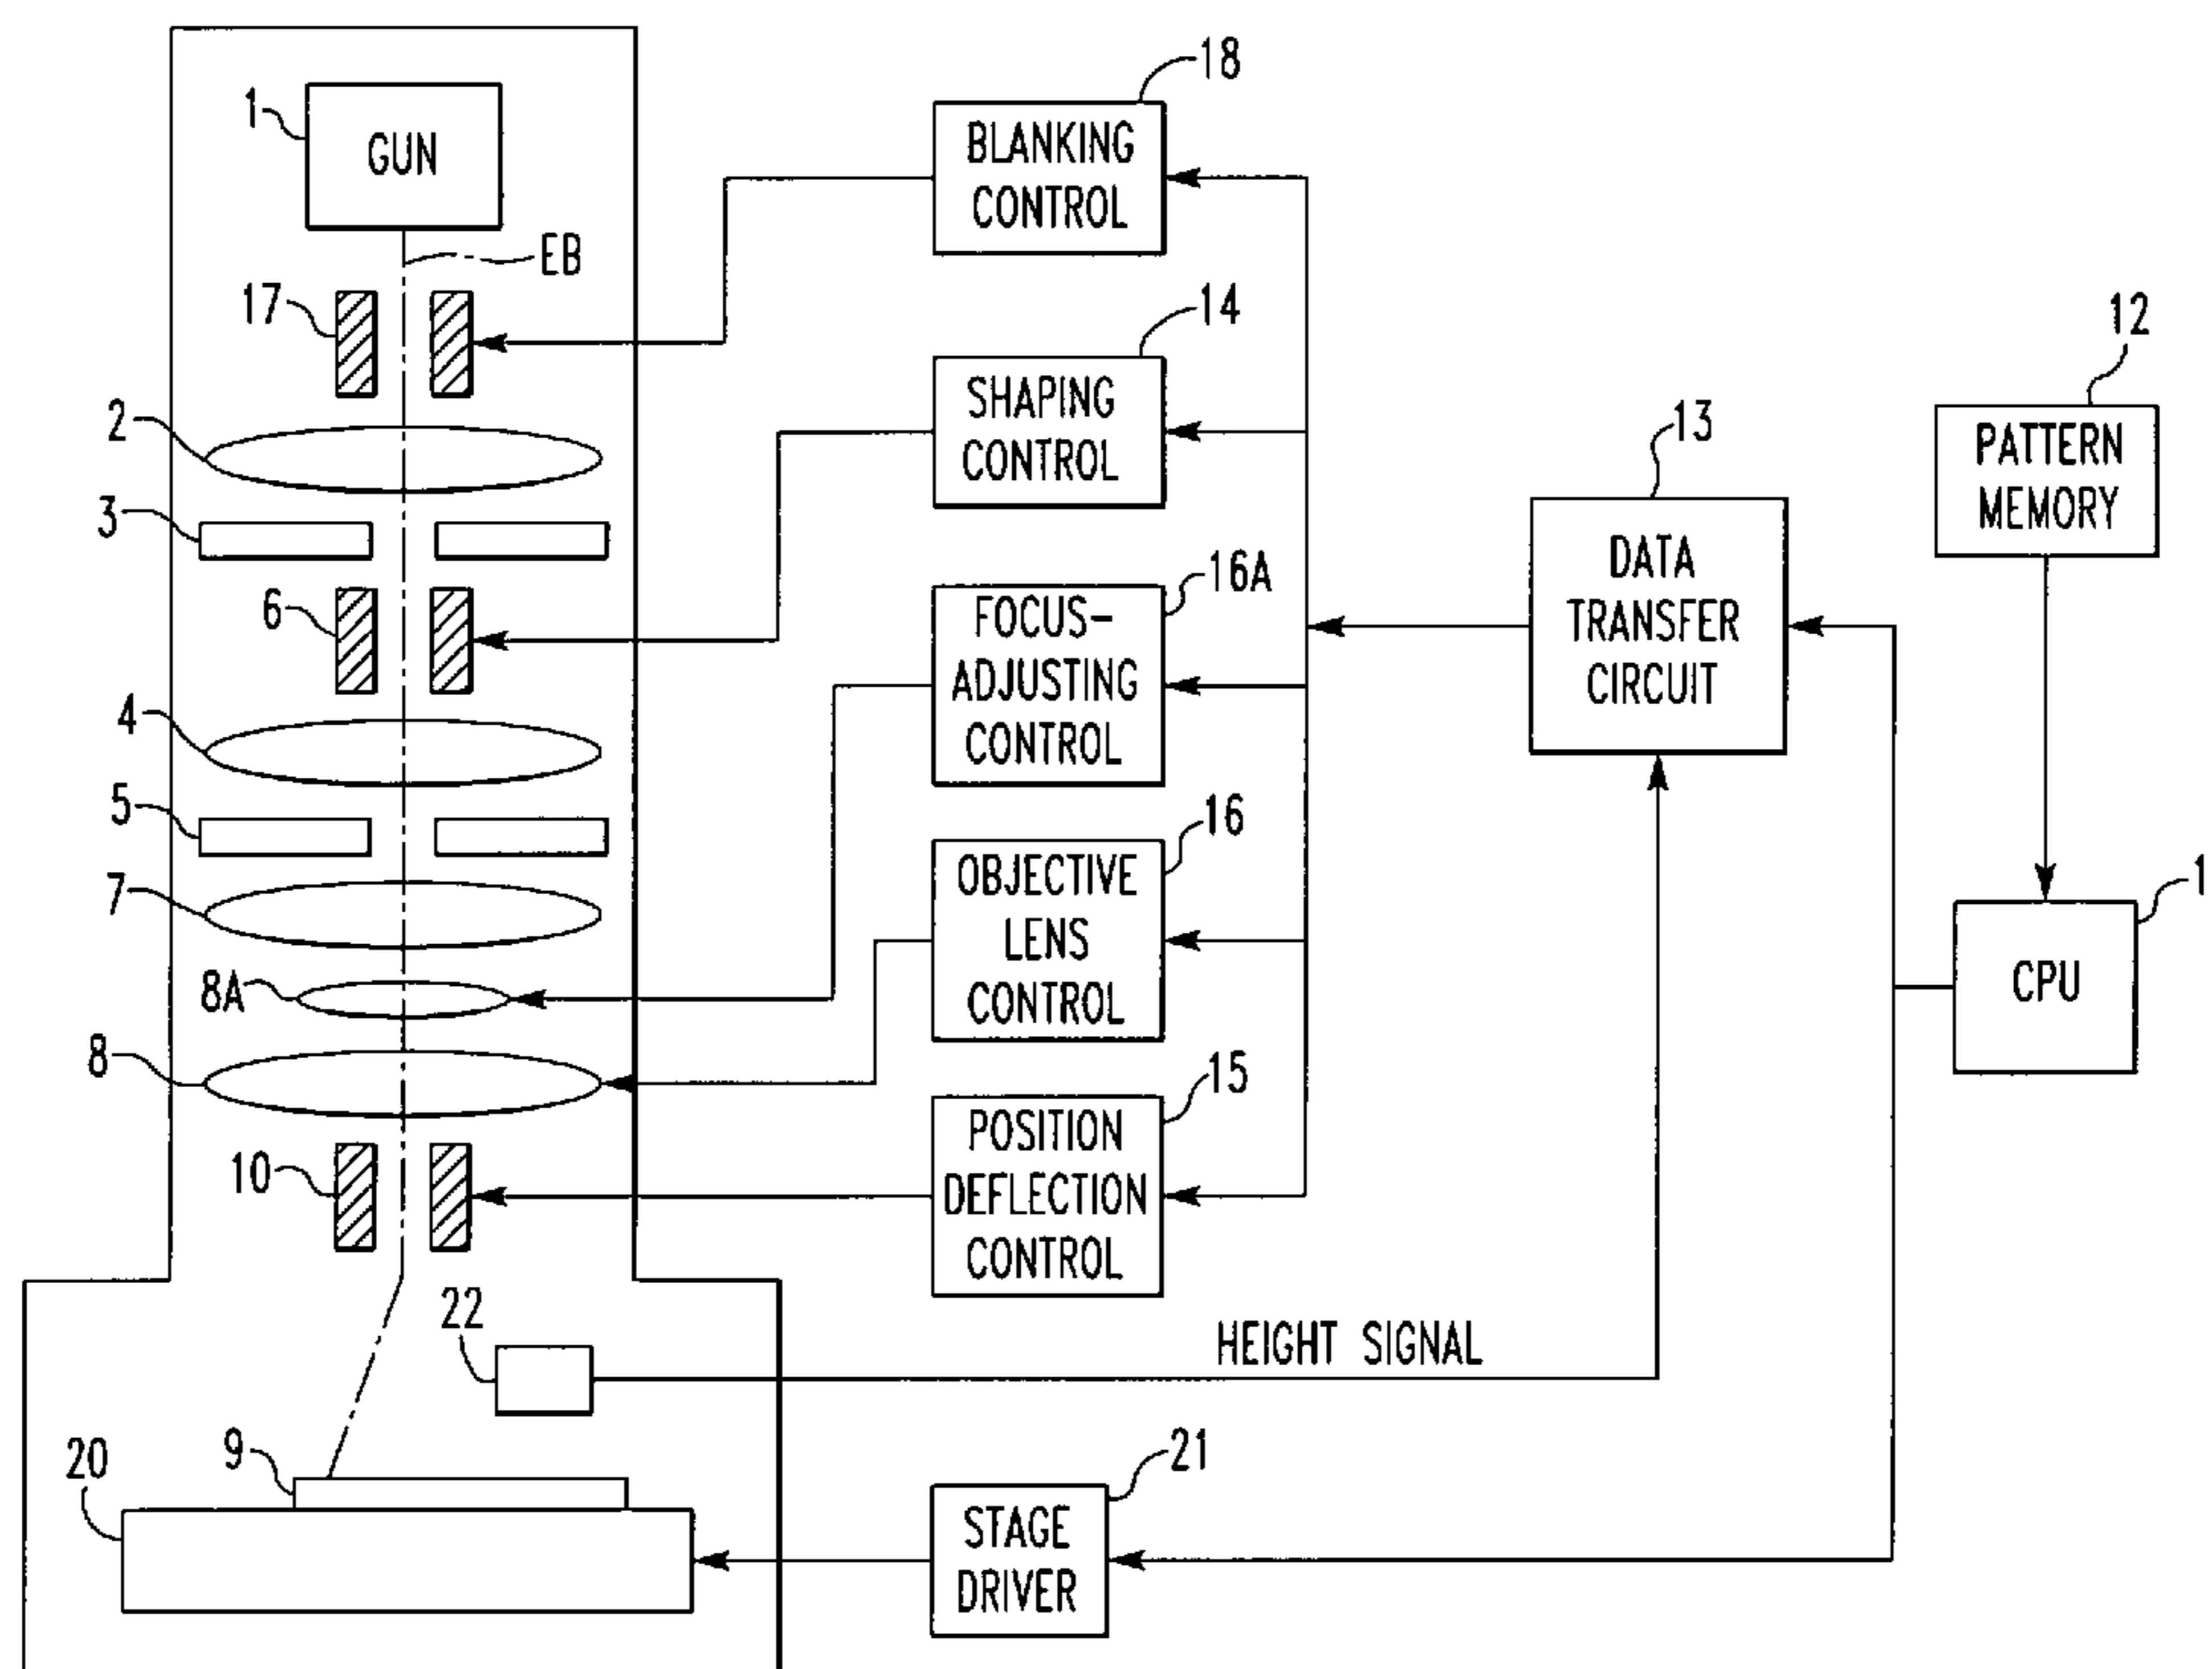 18
1
GUN
BLANKING
CONTROL
EB
17
14
12
2
SHAPING
CONTROL
13
PATTERN
MEMORY
3
16A
DATA
TRANSFER
CIRCUIT
6
FOCUS-
ADJUSTING
CONTROL
4
5
16
7
OBJECTIVE
LENS
CONTROL
1
CPU
8A
8
15
10
POSITION
DEFLECTION
CONTROL
22
HEIGHT SIGNAL
9
20
21
STAGE
DRIVER